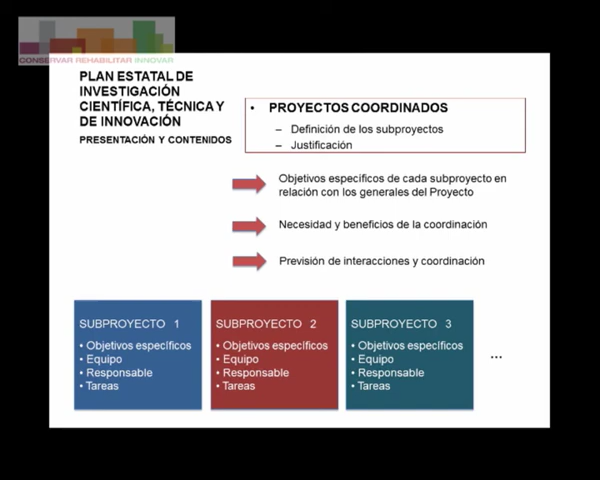 CONSERVAR REHABILITAR INNOVAR
PLAN ESTATAL DE
INVESTIGACIÓN
CIENTÍFICA, TÉCNICA Y
DE INNOVACIÓN
PRESENTACIÓN Y CONTENIDOS
• PROYECTOS COORDINADOS
– Definición de los subproyectos
– Justificación
Objetivos específicos de cada subproyecto en
relación con los generales del Proyecto
Necesidad y beneficios de la coordinación
Previsión de interacciones y coordinación
SUBPROYECTO 1
• Objetivos específicos
• Equipo
• Responsable
• Tareas
SUBPROYECTO 2
• Objetivos específicos
• Equipo
• Responsable
• Tareas
SUBPROYECTO 3
• Objetivos específicos
• Equipo
• Responsable
• Tareas
...